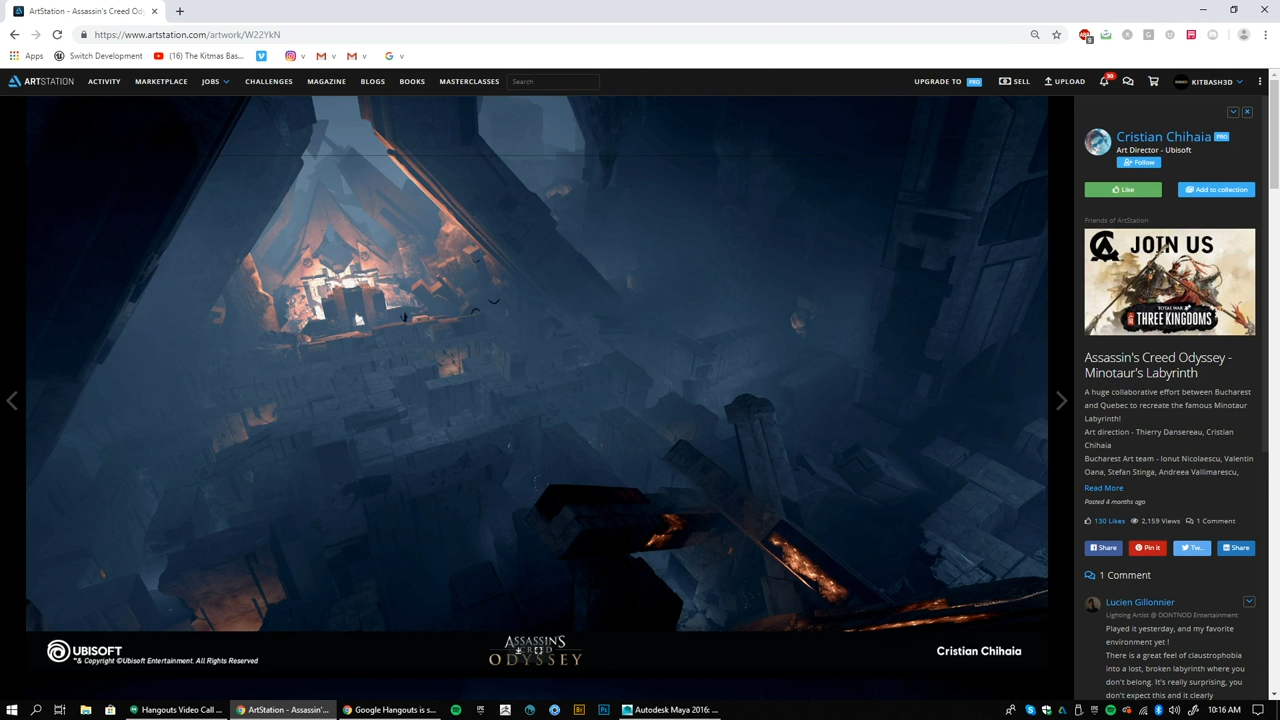 ArtStation - Assassin's Creed Ody
https://www.artstation.com/artwork/W22YkN
Apps
Switch Development
(16) The Kitmas Bas...
ARTSTATION
ACTIVITY
MARKETPLACE
JOBS
CHALLENGES
MAGAZINE
BLOGS
BOOKS
MASTERCLASSES
Search
UPGRADE TO PRO
SELL
UPLOAD
30
KITBASH3D
Cristian Chihaia PRO
Art Director - Ubisoft
Follow
Like
Add to collection
Friends of ArtStation
JOIN US
TOTAL WAR
THREE KINGDOMS
Assassin's Creed Odyssey -
Minotaur's Labyrinth
A huge collaborative effort between Bucharest
and Quebec to recreate the famous Minotaur
Labyrinth!
Art direction - Thierry Dansereau, Cristian
Chihaia
Bucharest Art team - Ionut Nicolaescu, Valentin
Oana, Stefan Stinga, Andreea Vallimarescu,
Read More
Posted 4 months ago
130 Likes
2,159 Views
1 Comment
Share
Pin it
Tw...
Share
1 Comment
Lucien Gillonnier
Lighting Artist @ DONTNOD Entertainment
Played it yesterday, and my favorite
environment yet !
There is a great feel of claustrophobia
into a lost, broken labyrinth where you
don't belong. It's really surprising, you
don't expect this and it clearly
UBISOFT
™& Copyright ©Ubisoft Entertainment. All Rights Reserved
ASSASSIN'S
CREED
ODYSSEY
Cristian Chihaia
Hangouts Video Call ...
ArtStation - Assassin'...
Google Hangouts is s...
Br
Ps
Autodesk Maya 2016: ...
10:16 AM